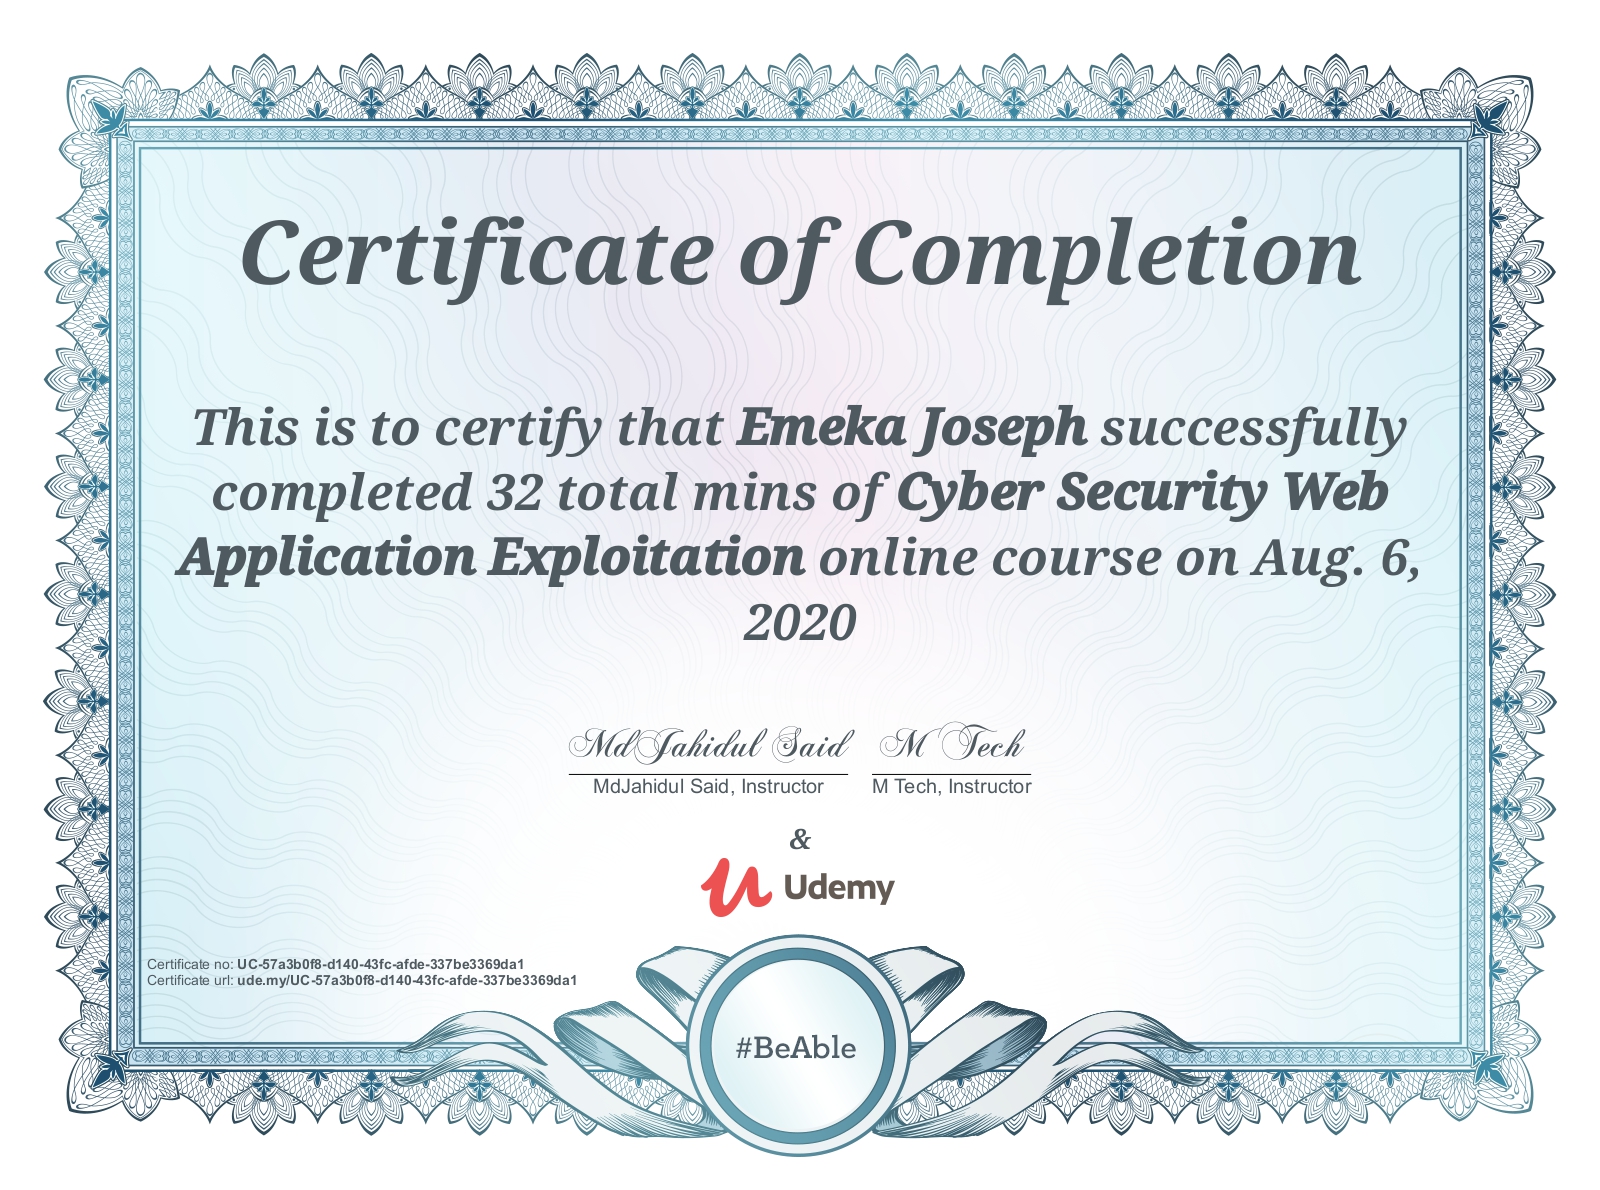 Certificate of Completion
This is to certify that Emeka Joseph successfully
completed 32 total mins of Cyber Security Web
Application Exploitation online course on Aug. 6,
2020
MdJahidul Said M Tech
MdJahidul Said, Instructor M Tech, Instructor
&
Udemy
Certificate no: UC-57a3b0f8-d140-43fc-afde-337be3369da1
Certificate url: ude.my/UC-57a3b0f8-d140-43fc-afde-337be3369da1
#BeAble